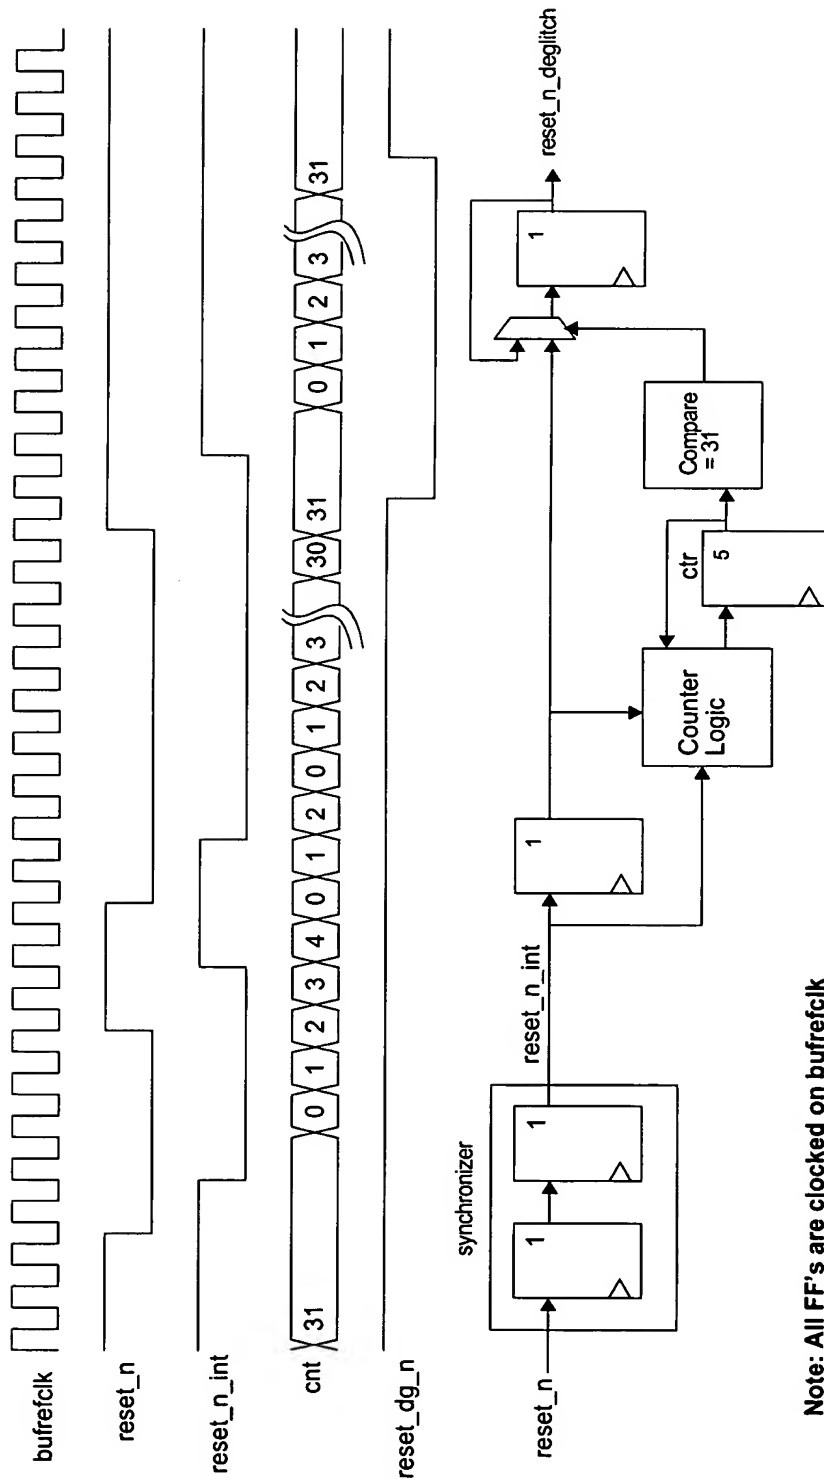 bufrefclk
reset_n
reset_n_int
cnt
31
0
1
2
3
4
0
1
2
0
1
2
3
30
31
0
1
2
3
31
reset_dg_n
synchronizer
reset_n
1
1
reset_n_int
1
Counter
Logic
ctr
5
Compare
= 31
1
reset_n_deglitch
Note: All FF's are clocked on bufrefclk